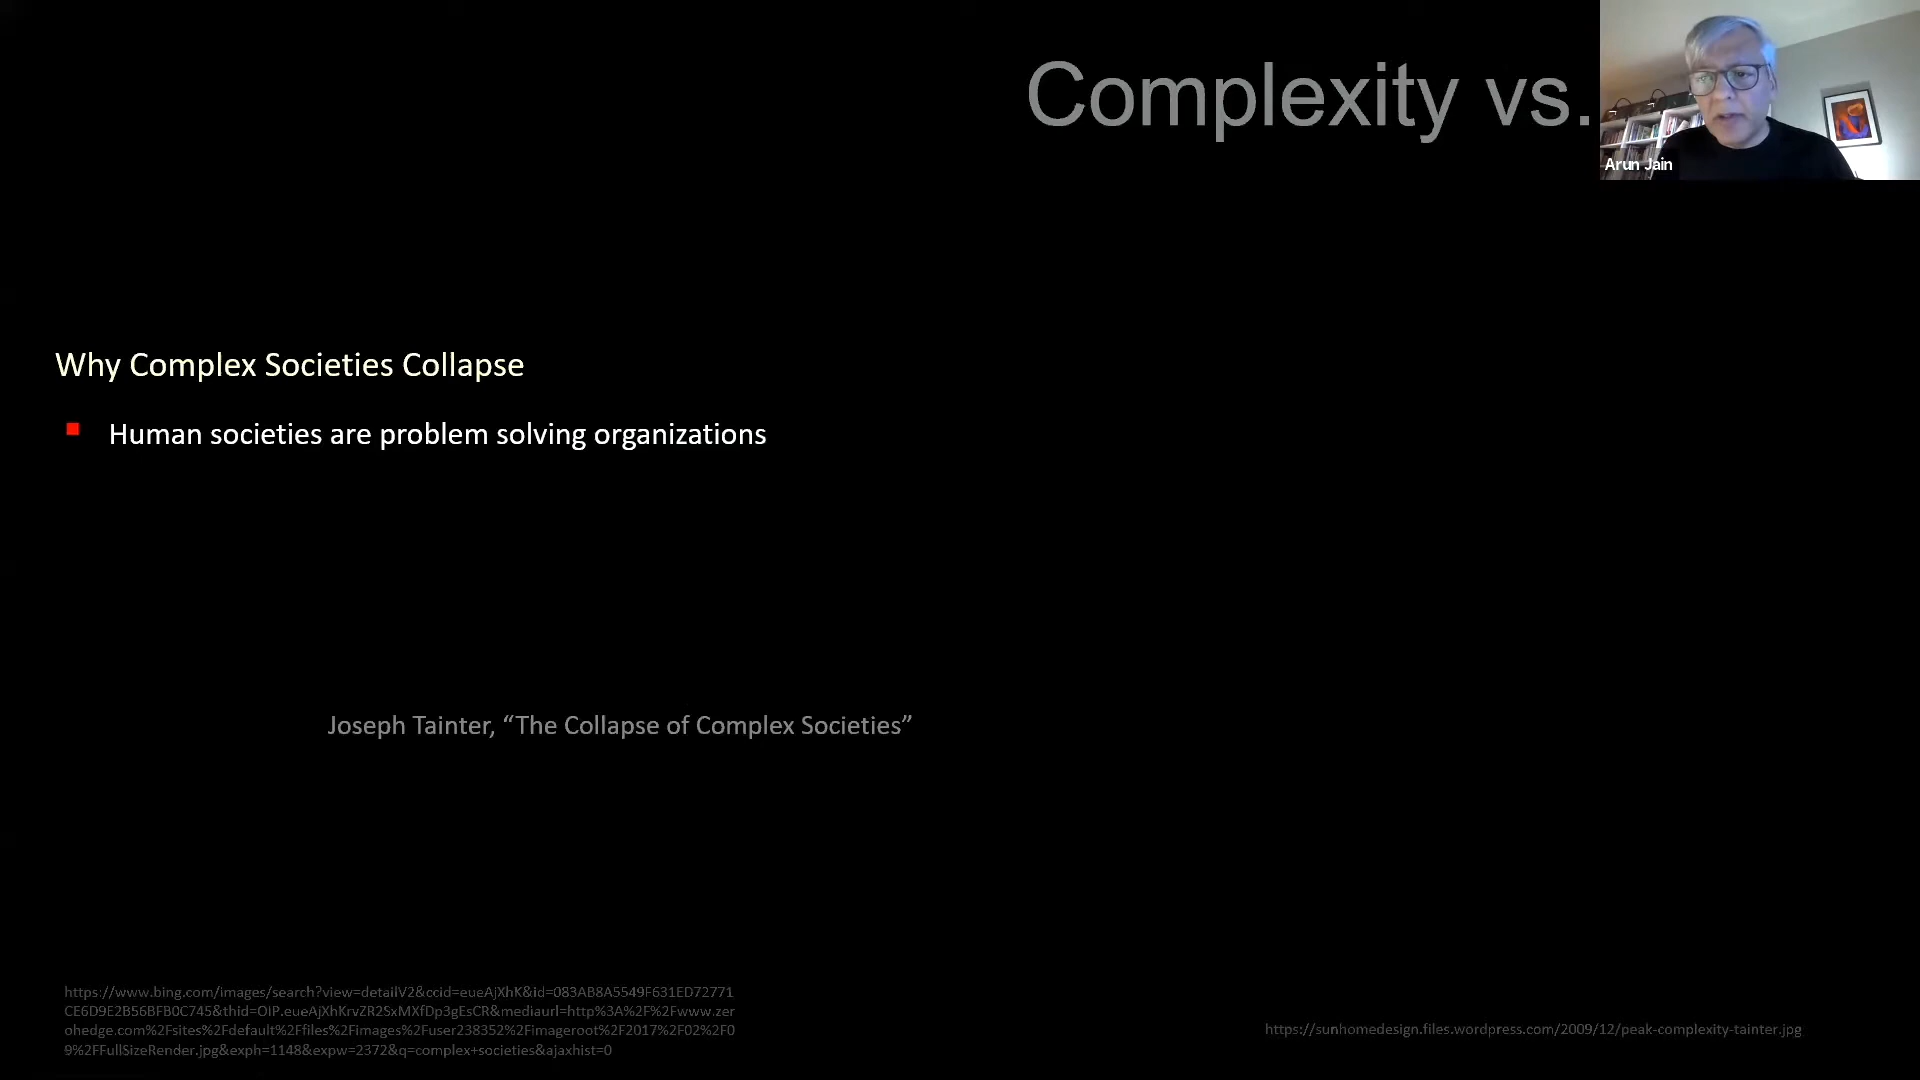 Complexity vs.
Arun Jain
Why Complex Societies Collapse
Human societies are problem solving organizations
Joseph Tainter, “The Collapse of Complex Societies”
https://www.bing.com/images/search?view=detailV2&ccid=eueAjXhK&id=083AB8A5549F631ED72771
CE6D9E2B56BFB0C745&thid=OIP.eueAjXhKrvZR2SxMXfDp3gEsCR&mediaurl=http%3A%2F%2Fwww.zer
ohedge.com%2Fsites%2Fdefault%2Ffiles%2Fimages%2Fuser238352%2Fimageroot%2F2017%2F02%2F0
9%2FFullSizeRender.jpg&exph=1148&expw=2372&q=complex+societies&ajaxhist=0
https://sunhomedesign.files.wordpress.com/2009/12/peak-complexity-tainter.jpg